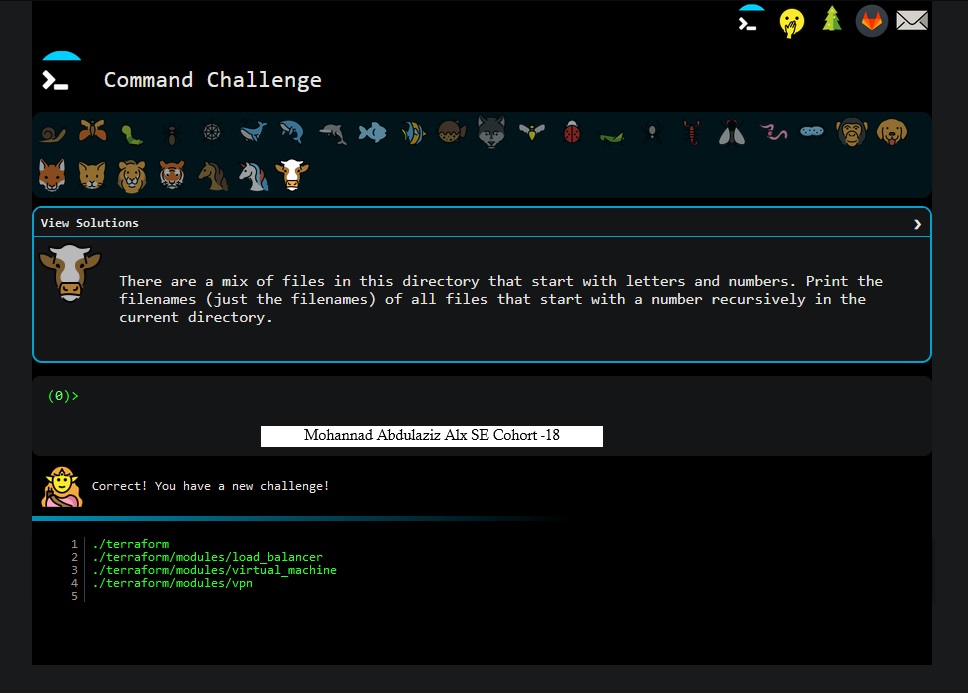 Command Challenge
View Solutions
There are a mix of files in this directory that start with letters and numbers. Print the
filenames (just the filenames) of all files that start with a number recursively in the
current directory.
(0)>
Mohannad Abdulaziz Alx SE Cohort -18
Correct! You have a new challenge!
1 ./terraform
2 ./terraform/modules/load_balancer
3 ./terraform/modules/virtual_machine
4 ./terraform/modules/vpn
5